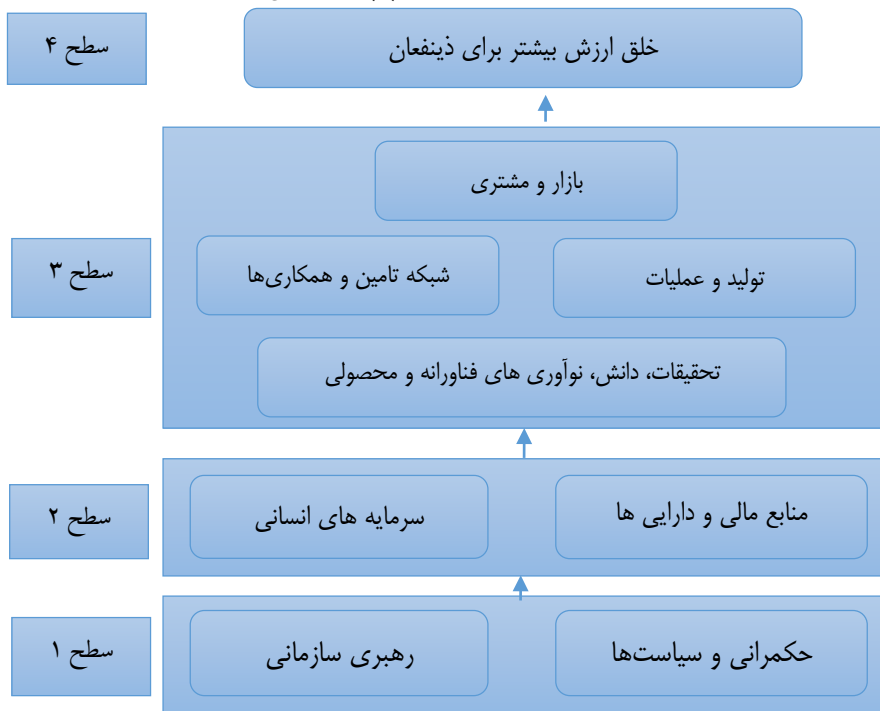 خلق ارزش بیشتر برای ذینفعان
سطح ۴
بازار و مشتری
تولید و عملیات
شبکه تامین و همکاری‌ها
سطح ۳
تحقیقات، دانش، نوآوری های فناورانه و محصولی
منابع مالی و دارایی ها
سرمایه های انسانی
سطح ۲
حکمرانی و سیاست‌ها
رهبری سازمانی
سطح ۱